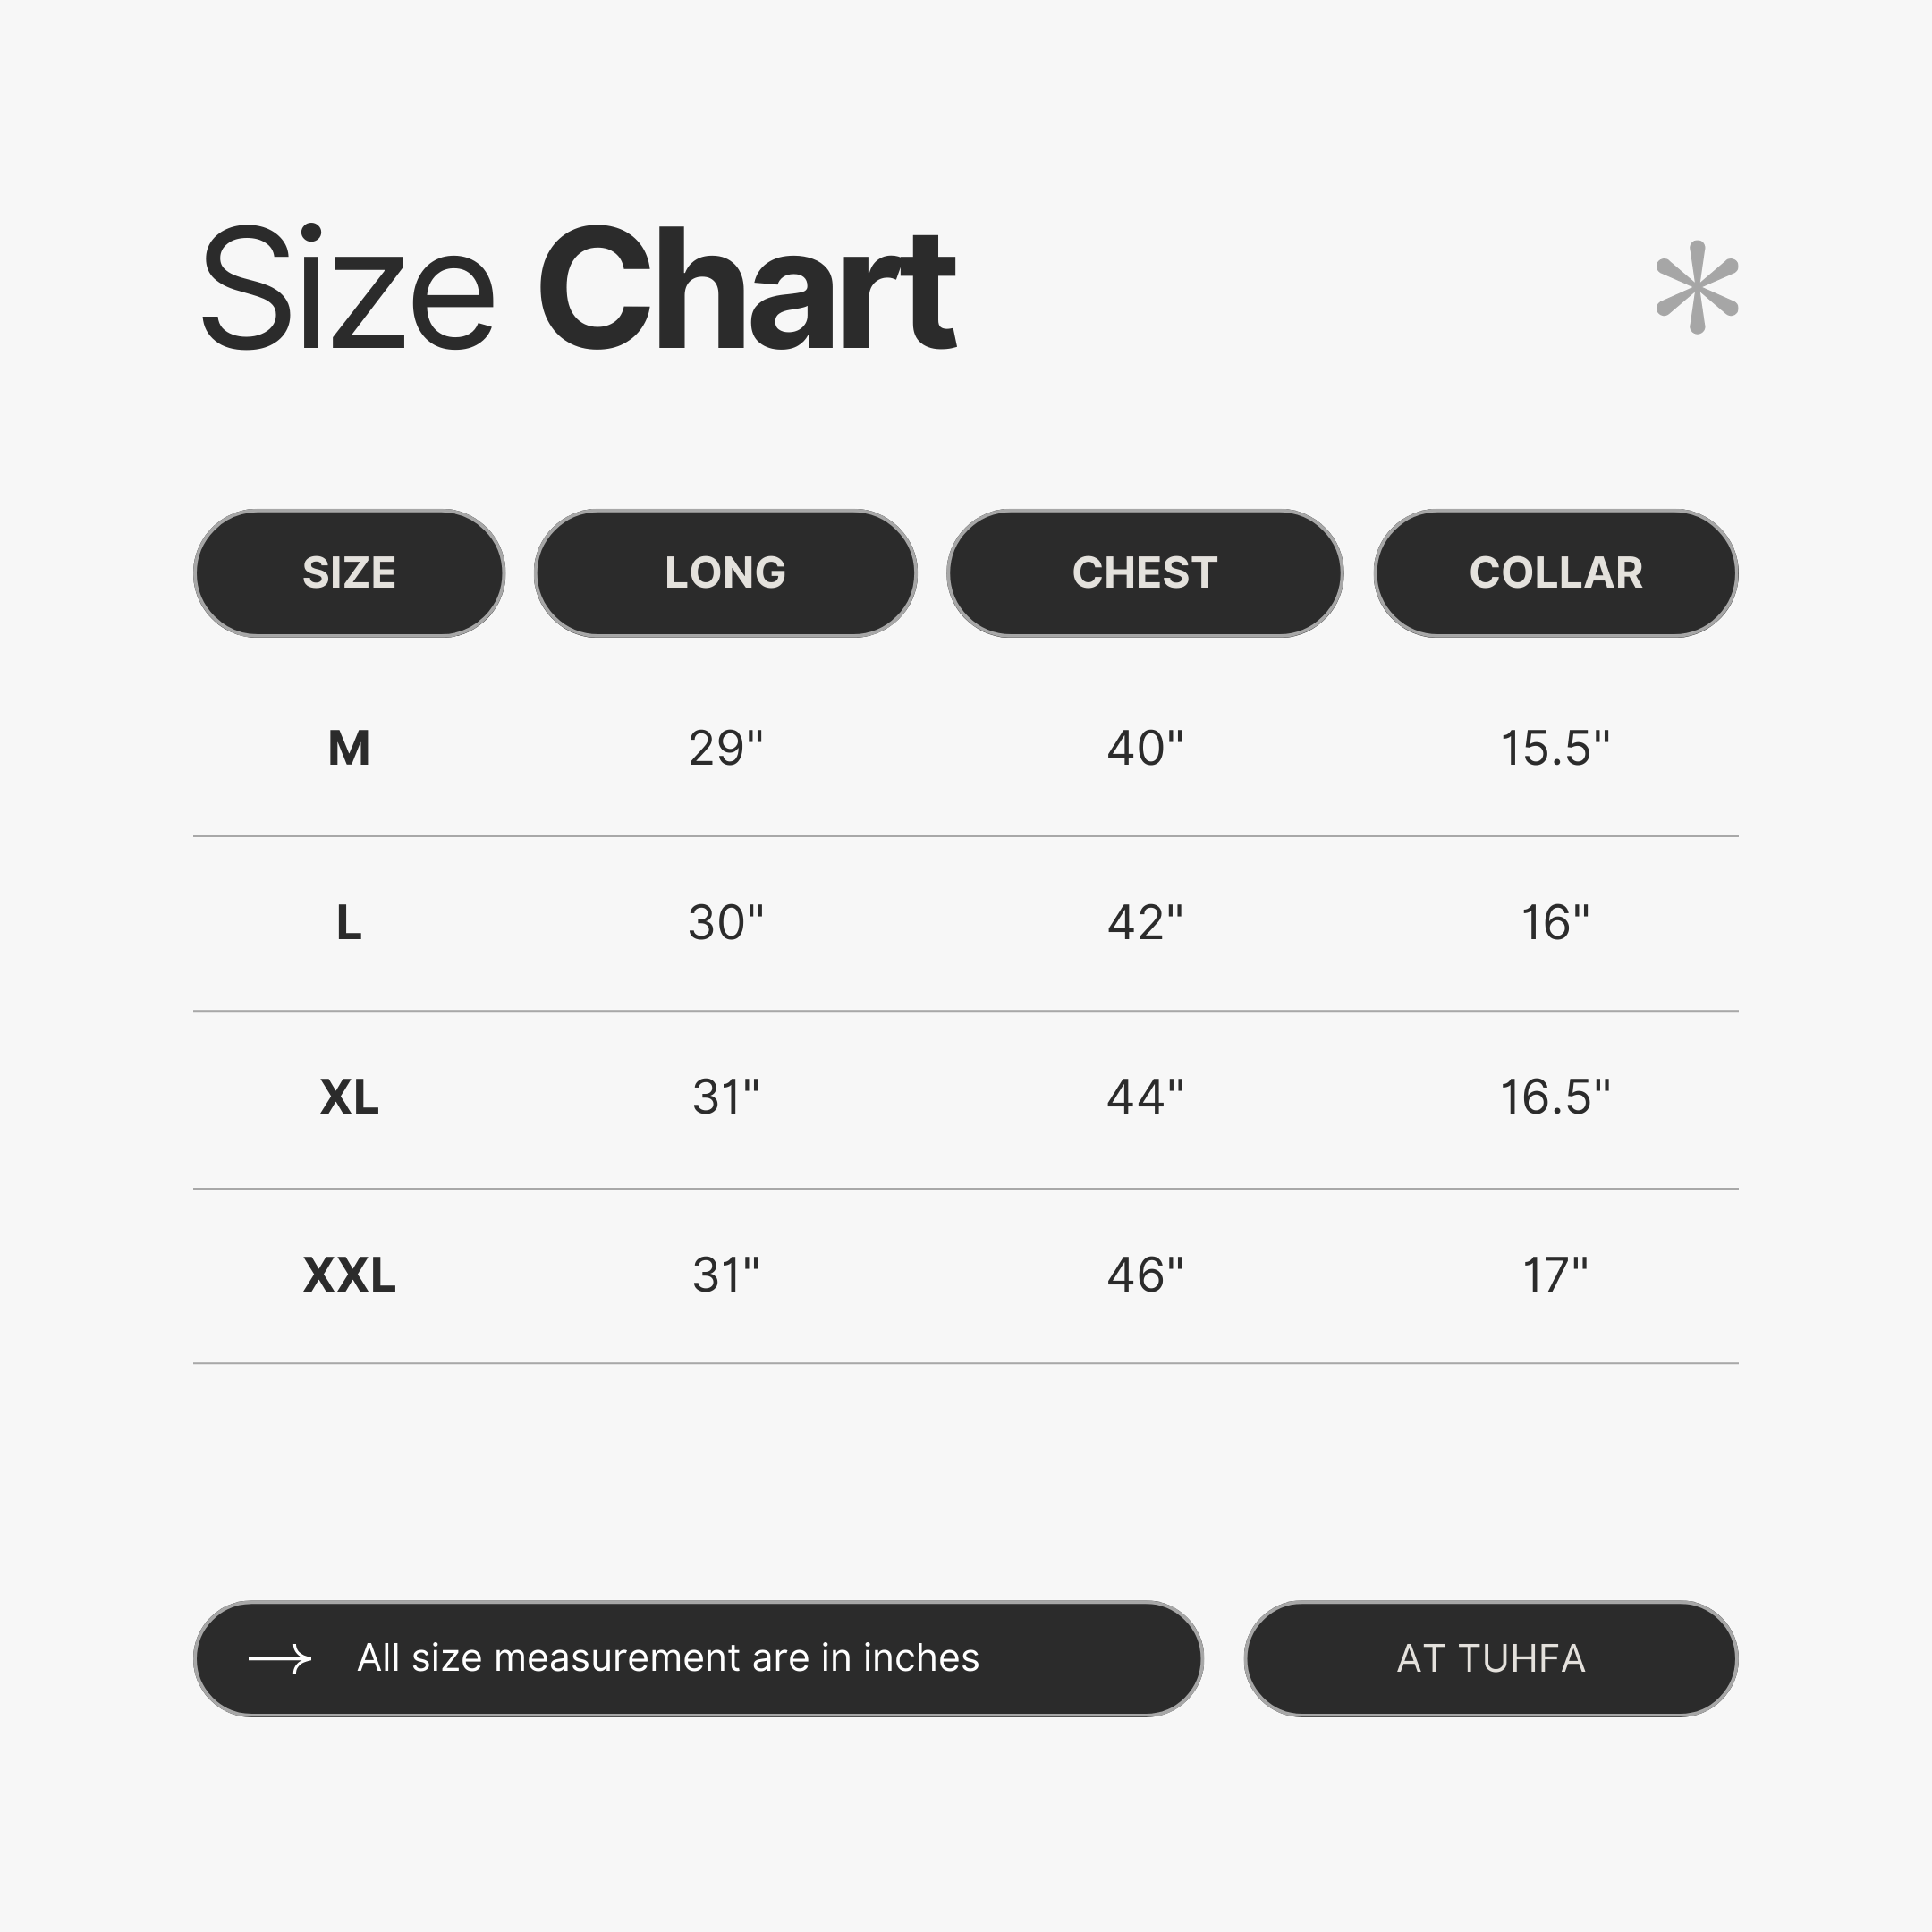 Size Chart
SIZE LONG CHEST COLLAR
M 29" 40" 15.5"
L 30" 42" 16"
XL 31" 44" 16.5"
XXL 31" 46" 17"
All size measurement are in inches
AT TUHFA